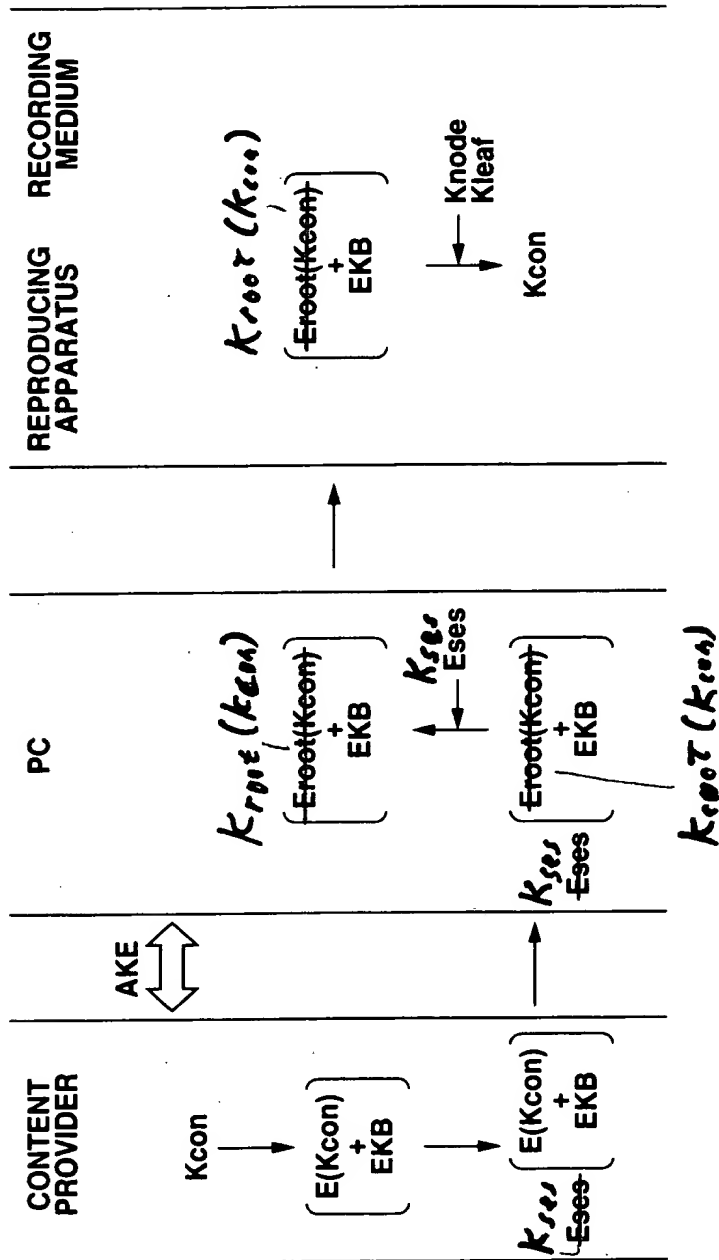 CONTENT
PROVIDER
Kcon
E(Kcon)
+
EKB
Kses
Eses
E(Kcon)
+
EKB
AKE
PC
Kroot (Kcon)
Eroot(Kcon)
+
EKB
Kses
Eses
Kses
Eses
Eroot(Kcon)
+
EKB
Kroot (Kcon)
REPRODUCING
APPARATUS
RECORDING
MEDIUM
Kroot (Kcon)
Eroot(Kcon)
+
EKB
Knode
Kleaf
Kcon